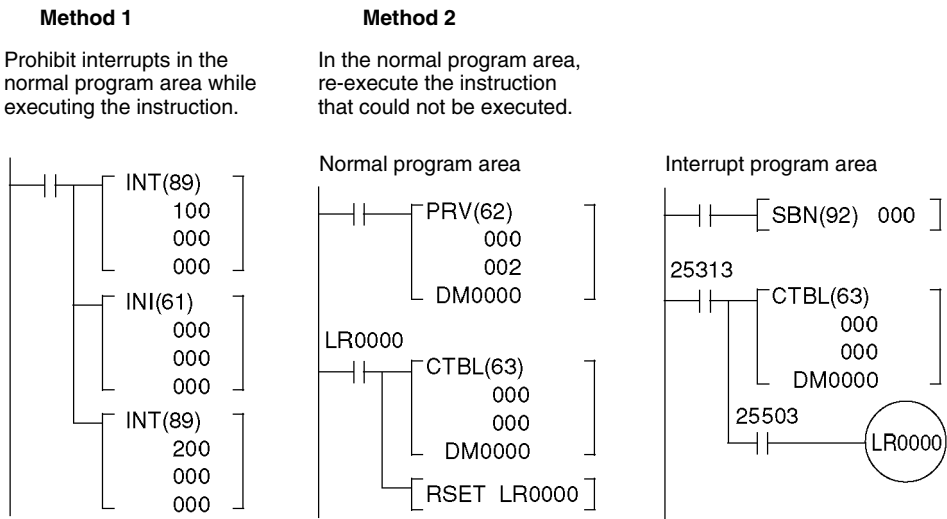 Method 1
Prohibit interrupts in the
normal program area while
executing the instruction.
INT(89)
100
000
000
INI(61)
000
000
000
INT(89)
200
000
000
Method 2
In the normal program area,
re-execute the instruction
that could not be executed.
Normal program area
PRV(62)
000
002
DM0000
LR0000
CTBL(63)
000
000
DM0000
RSET LR0000
Interrupt program area
SBN(92) 000
25313
CTBL(63)
000
000
DM0000
25503
LR0000